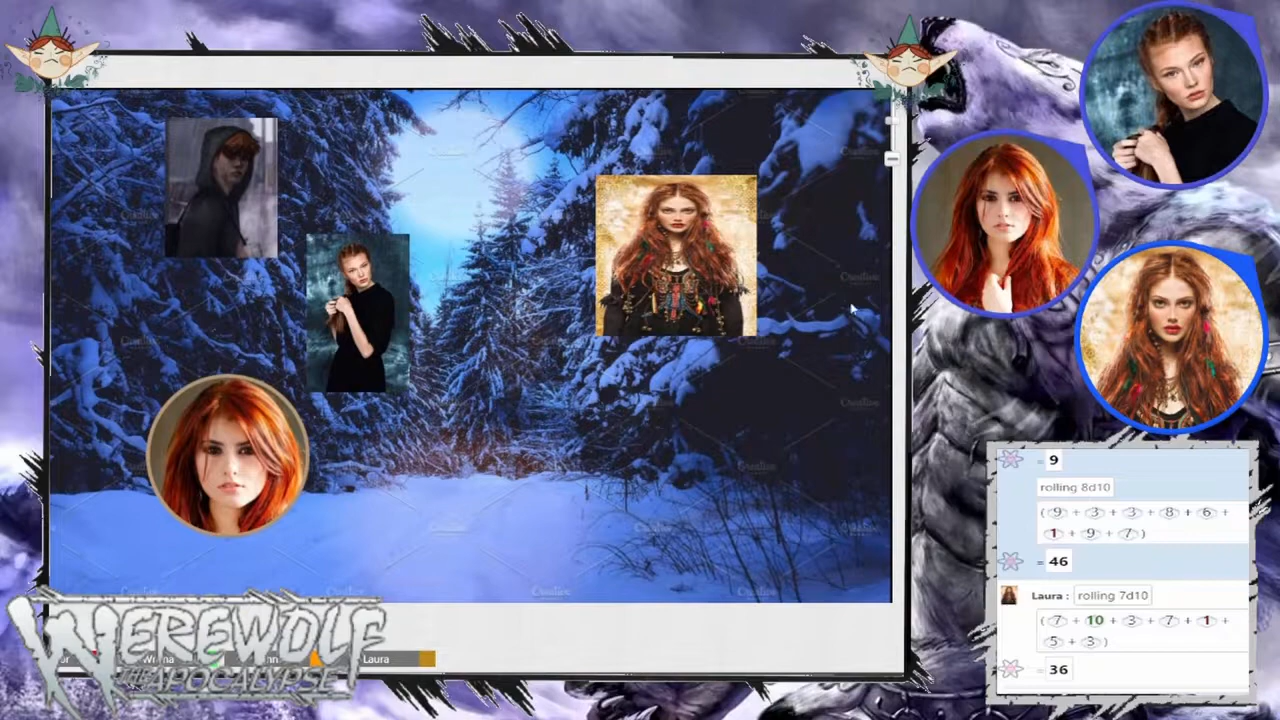 = 9
rolling 8d10
( 9 + 3 + 3 + 8 + 6 +
1 + 9 + 7 )
= 46
Laura : rolling 7d10
( 7 + 10 + 3 + 7 + 1 +
5 + 3 )
= 36
WEREWOLF
THE APOCALYPSE
Laura
Creative